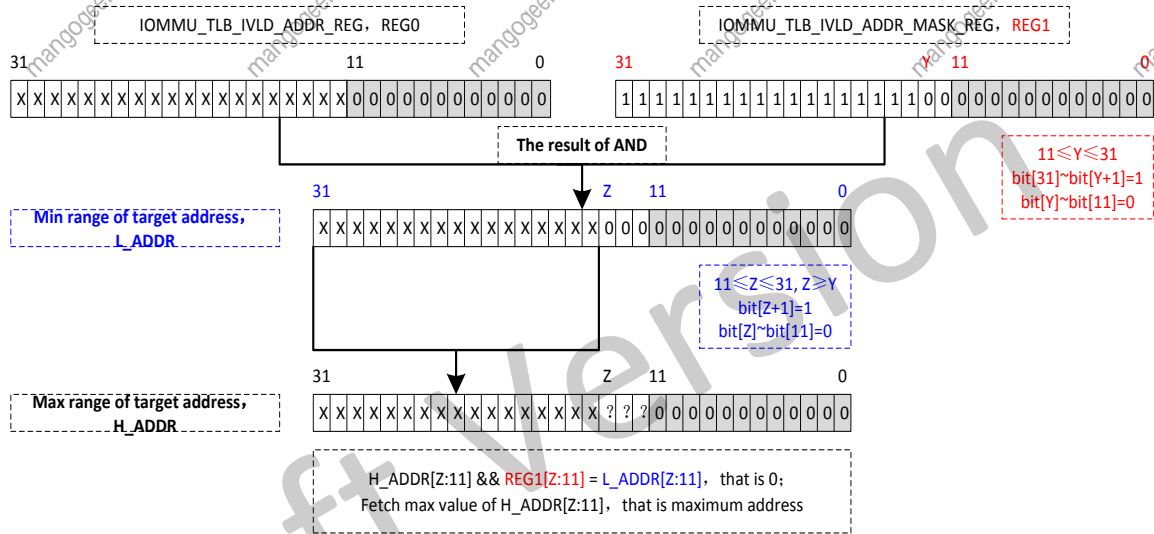 IOMMU_TLB_IVLD_ADDR_REG, REG0
IOMMU_TLB_IVLD_ADDR_MASK_REG, REG1
31 11 0
31 Y 11 0
X X X X X X X X X X X X X X X X X X X X 0 0 0 0 0 0 0 0 0 0 0 0
1 1 1 1 1 1 1 1 1 1 1 1 1 1 1 1 1 1 0 0 0 0 0 0 0 0 0 0 0 0 0 0
The result of AND
11≤Y≤31
bit[31]~bit[Y+1]=1
bit[Y]~bit[11]=0
31 Z 11 0
Min range of target address,
L_ADDR
X X X X X X X X X X X X X X X X X 0 0 0 0 0 0 0 0 0 0 0 0 0 0 0
11≤Z≤31, Z≥Y
bit[Z+1]=1
bit[Z]~bit[11]=0
31 Z 11 0
Max range of target address,
H_ADDR
X X X X X X X X X X X X X X X X X ? ? ? 0 0 0 0 0 0 0 0 0 0 0 0
H_ADDR[Z:11] && REG1[Z:11] = L_ADDR[Z:11], that is 0;
Fetch max value of H_ADDR[Z:11], that is maximum address
ft Version